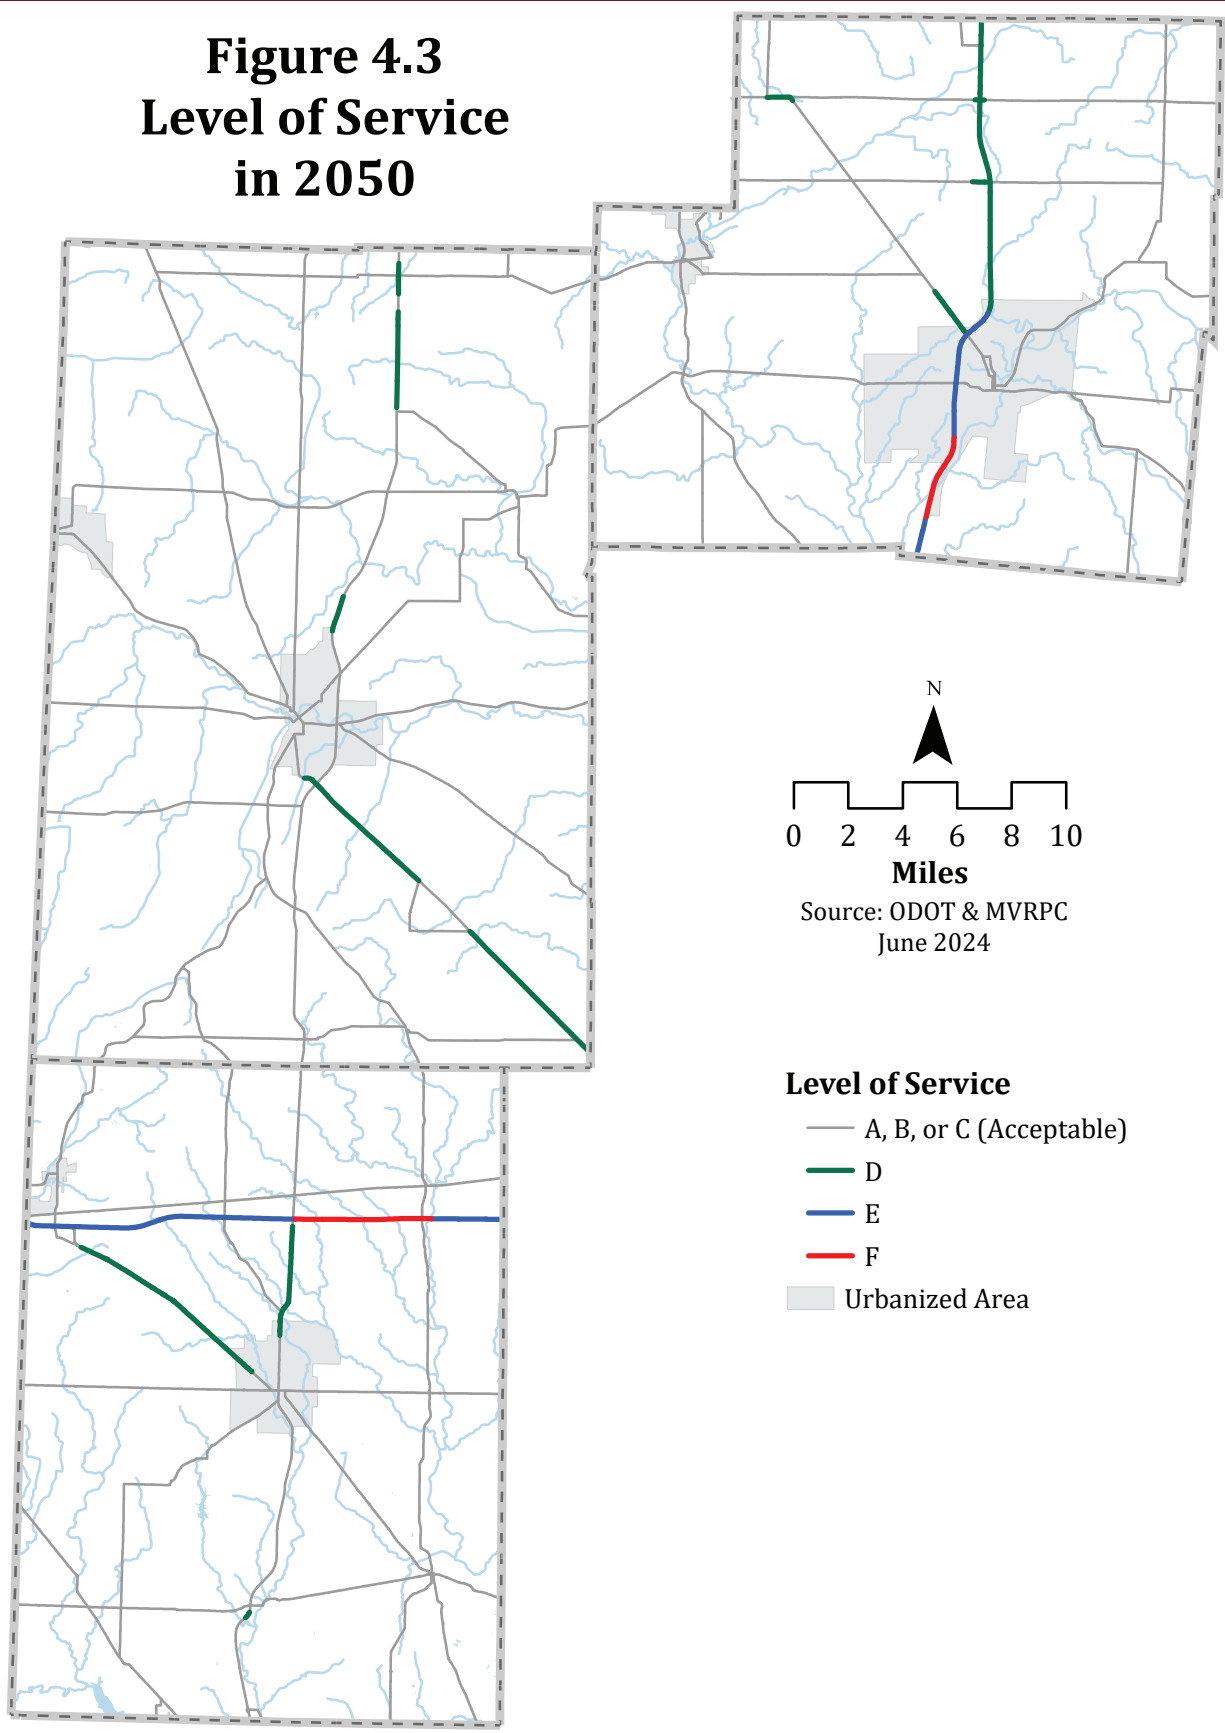 Figure 4.3
Level of Service
in 2050
N
0 2 4 6 8 10
Miles
Source: ODOT & MVRPC
June 2024
Level of Service
A, B, or C (Acceptable)
D
E
F
Urbanized Area